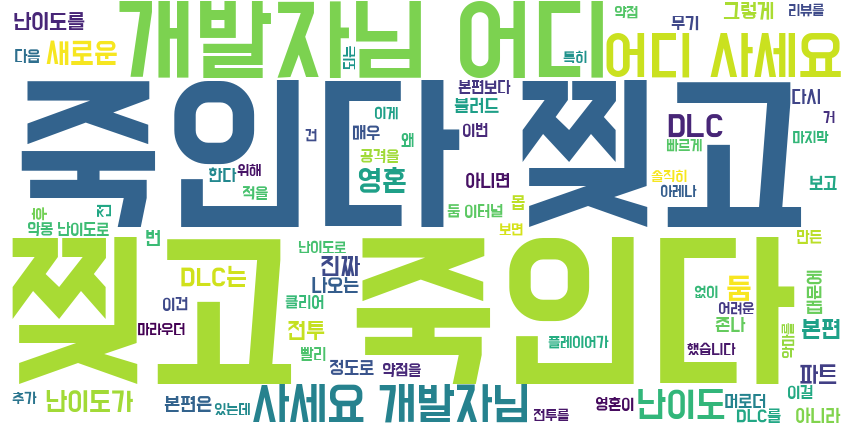 난이도를
개발자님 어디
약점
그렇게
리뷰를
무기
다음
새로운
특히
어디 사세요
죽인다 찢고
본편보다
블러드
이게
다시
건
매우
왜
이번
DLC
거
공격을
빠르게
마지막
한다
위해
영혼
아니면
솔직히
아레나
보고
적을
둠 이터널
몹
악몽 난이도로
번
보면
만든
찢고 죽인다
난이도로
진짜
DLC는
나오는
없이
둠
이건
클리어
어려운
마라우더
전투
존나
본편
플레이어가
악마를
빨리
했습니다
정도로
약점을
파트
추가
난이도가
본편은
있는데
사세요 개발자님
전투를
영혼이
난이도
머로더
이걸
DLC를
아니라